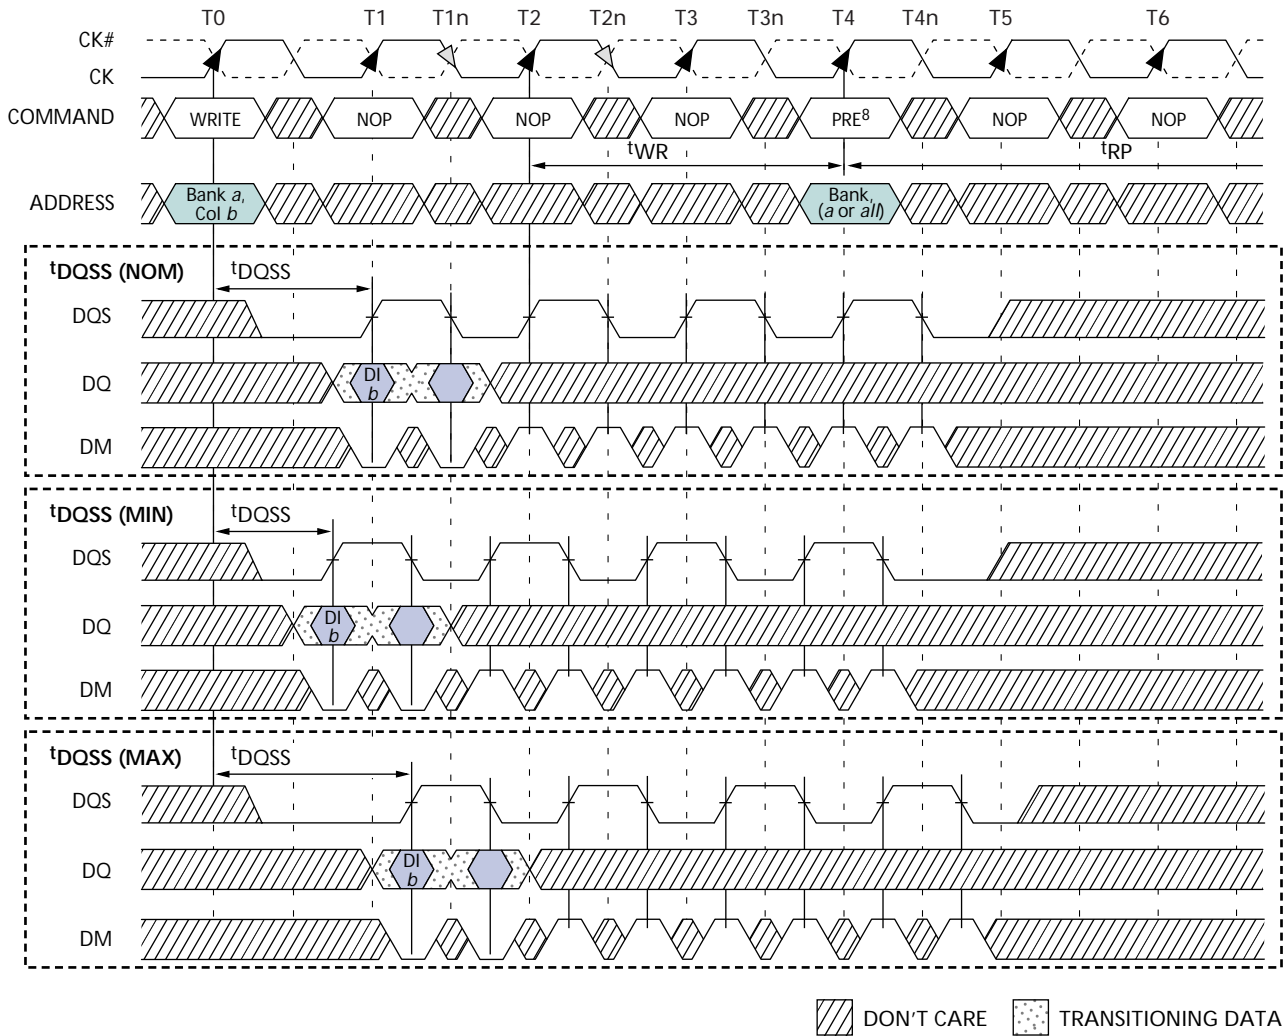 T0 T1 T1n T2 T2n T3 T3n T4 T4n T5 T6
CK#
CK
COMMAND WRITE NOP NOP NOP PRE⁸ NOP NOP
tWR tRP
ADDRESS Bank a, Col b Bank, (a or all)
tDQSS (NOM) tDQSS
DQS
DQ DI b
DM
tDQSS (MIN) tDQSS
DQS
DQ DI b
DM
tDQSS (MAX) tDQSS
DQS
DQ DI b
DM
DON'T CARE TRANSITIONING DATA